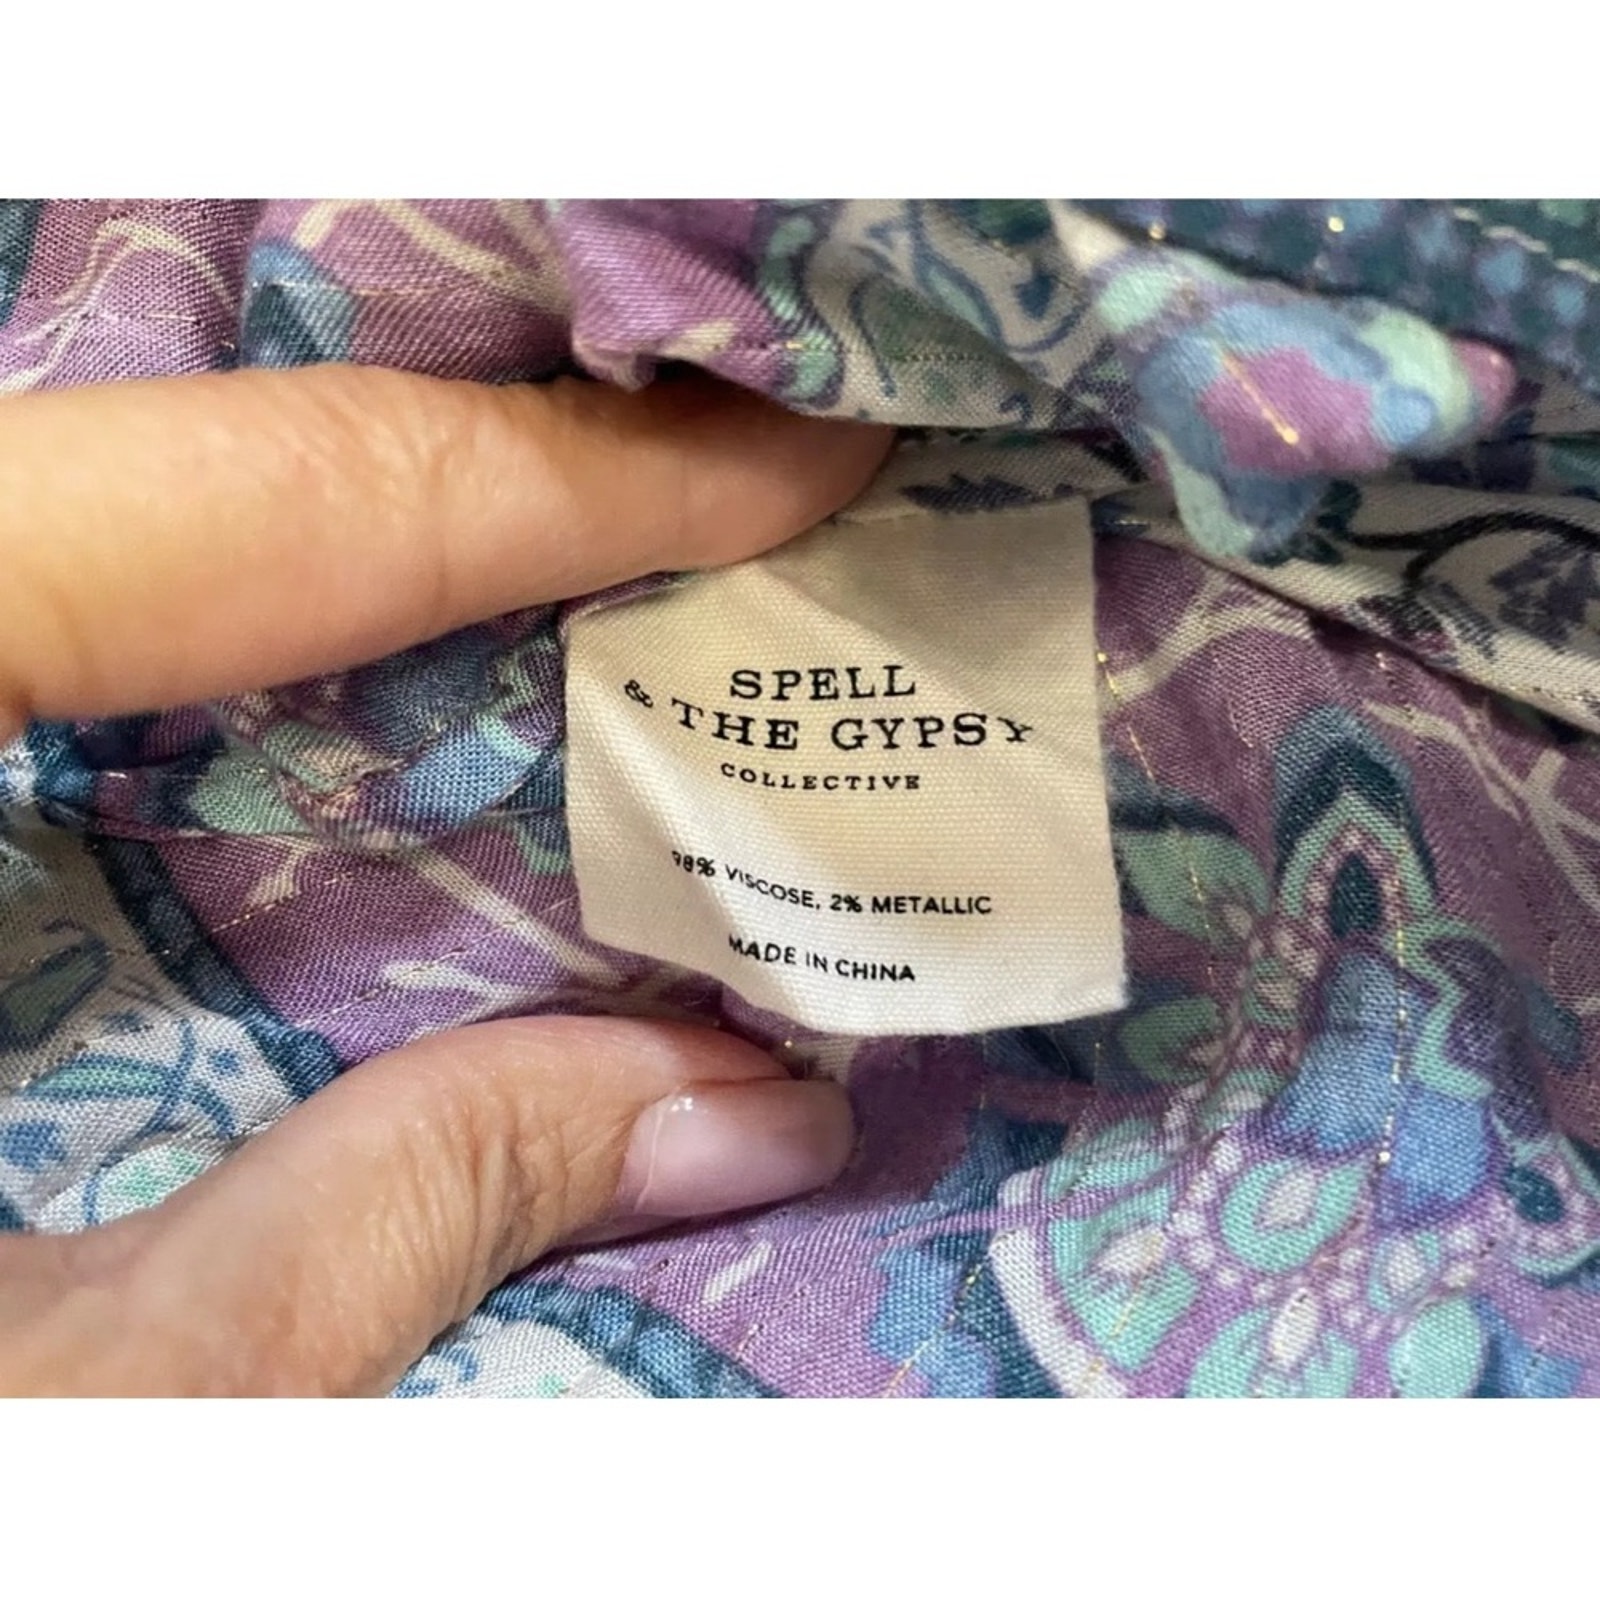 SPELL
& THE GYPSY
COLLECTIVE
98% VISCOSE, 2% METALLIC
MADE IN CHINA